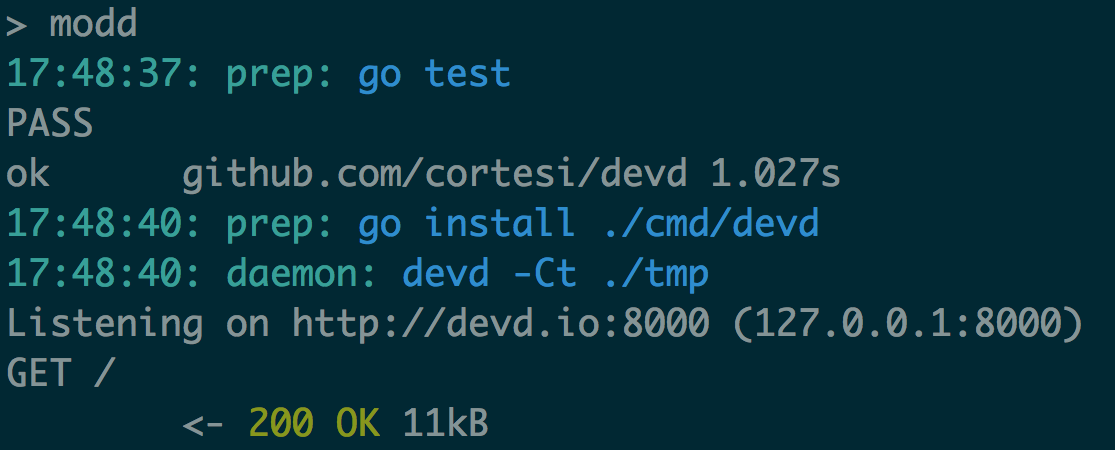 > modd
17:48:37: prep: go test
PASS
ok      github.com/cortesi/devd 1.027s
17:48:40: prep: go install ./cmd/devd
17:48:40: daemon: devd -Ct ./tmp
Listening on http://devd.io:8000 (127.0.0.1:8000)
GET /
        <- 200 OK 11kB